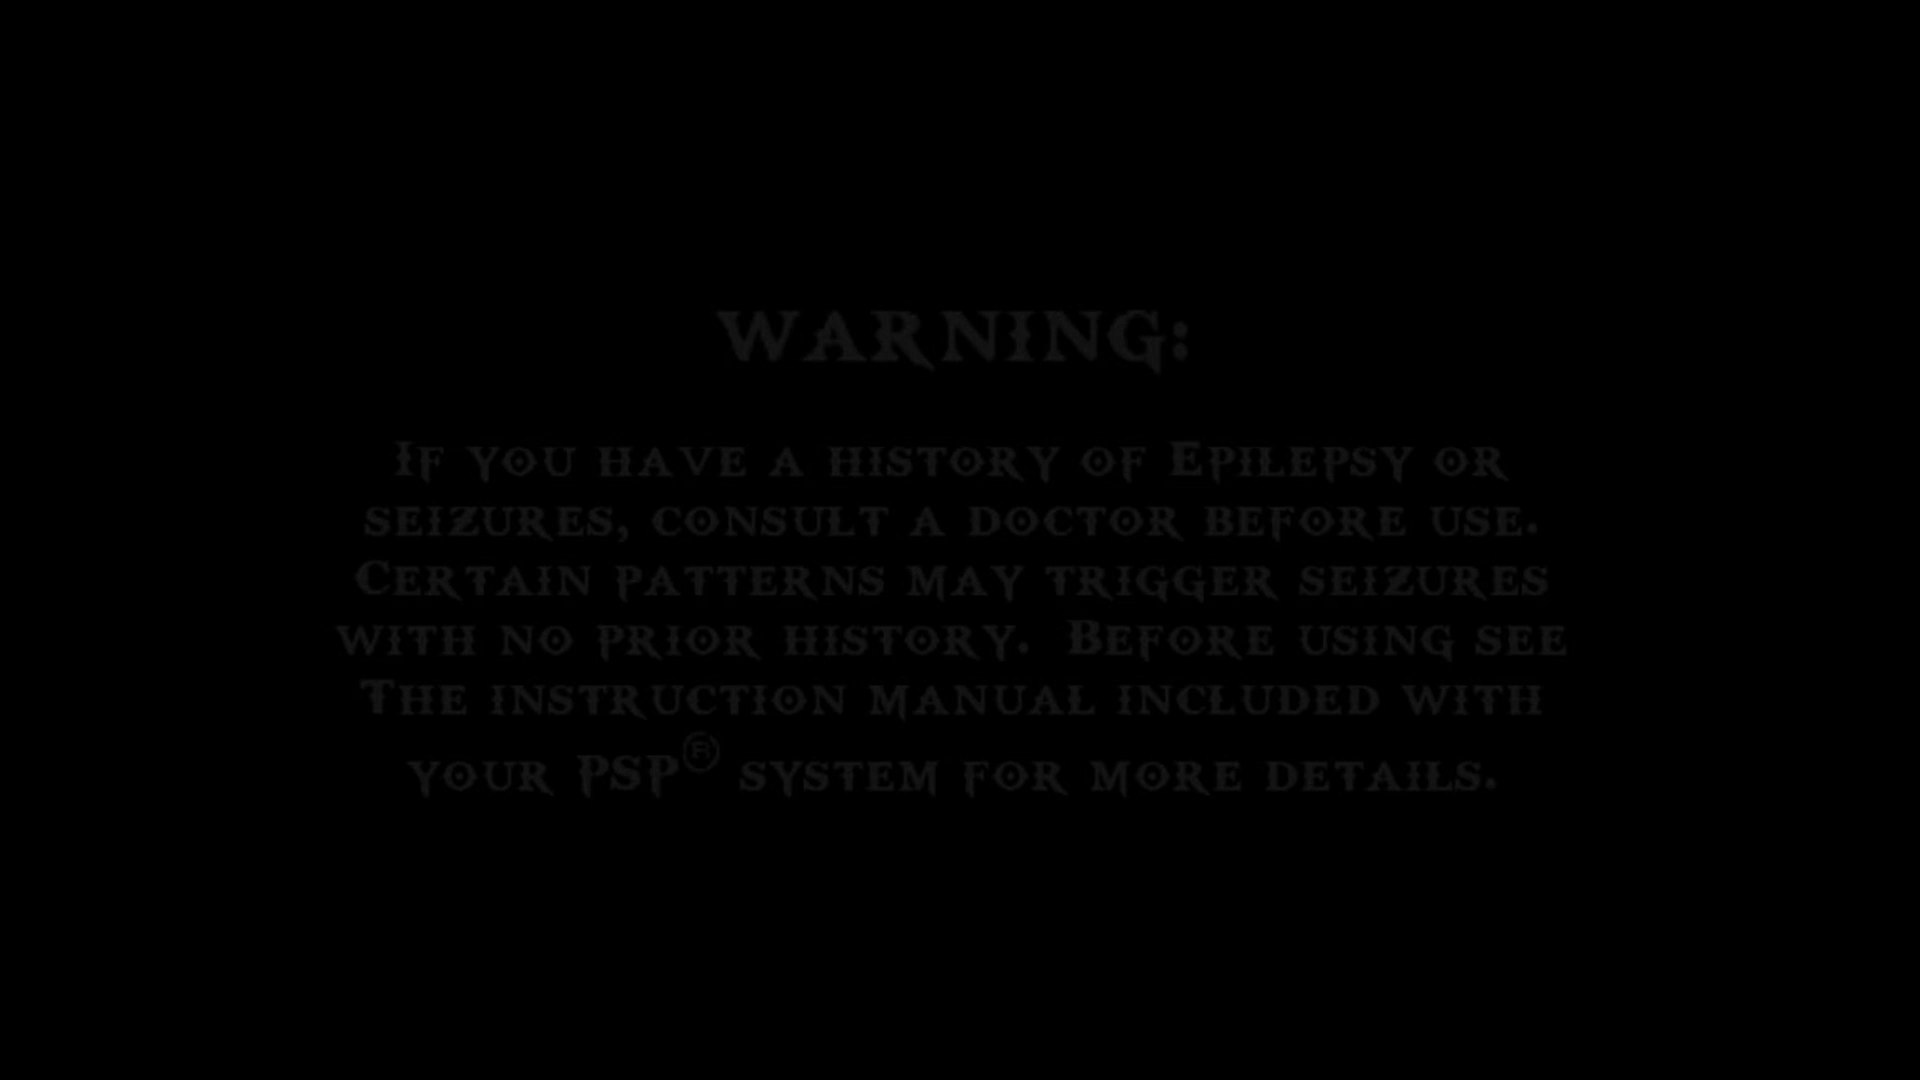 WARNING:
If you have a history of Epilepsy or
seizures, consult a doctor before use.
Certain patterns may trigger seizures
with no prior history. Before using see
The instruction manual included with
your PSP® system for more details.